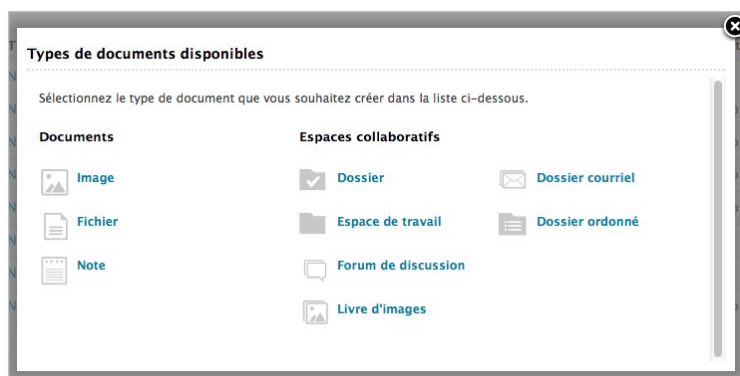 Types de documents disponibles
Sélectionnez le type de document que vous souhaitez créer dans la liste ci-dessous.
Documents
Image
Fichier
Note
Espaces collaboratifs
Dossier
Espace de travail
Forum de discussion
Livre d'images
Dossier courriel
Dossier ordonné